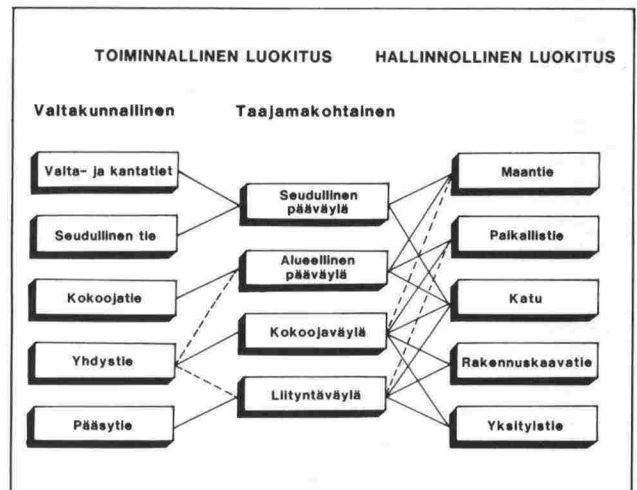 TOIMINNALLINEN LUOKITUS
HALLINNOLLINEN LUOKITUS
Valtakunnallinen
Taajamakohtainen
Valta- ja kantatiet
Seudullinen tie
Kokoojatie
Yhdystie
Pääsytie
Seudullinen
pääväylä
Alueellinen
pääväylä
Kokoojaväylä
Liityntäväylä
Maantie
Paikallistie
Katu
Rakennuskaavatie
Yksityistie